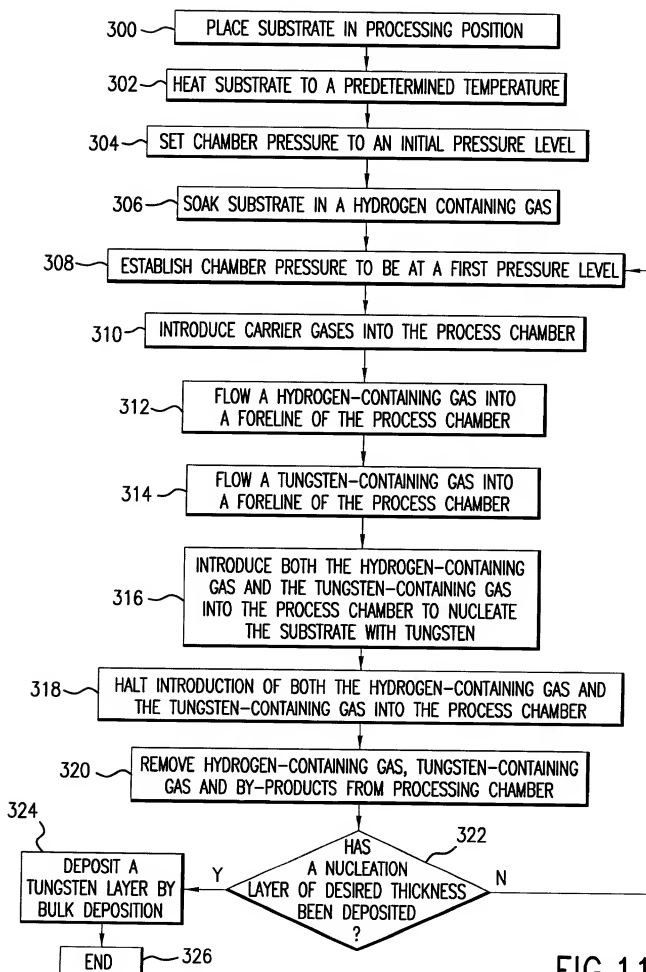 300
PLACE SUBSTRATE IN PROCESSING POSITION
302
HEAT SUBSTRATE TO A PREDETERMINED TEMPERATURE
304
SET CHAMBER PRESSURE TO AN INITIAL PRESSURE LEVEL
306
SOAK SUBSTRATE IN A HYDROGEN CONTAINING GAS
308
ESTABLISH CHAMBER PRESSURE TO BE AT A FIRST PRESSURE LEVEL
310
INTRODUCE CARRIER GASES INTO THE PROCESS CHAMBER
312
FLOW A HYDROGEN-CONTAINING GAS INTO
A FORELINE OF THE PROCESS CHAMBER
314
FLOW A TUNGSTEN-CONTAINING GAS INTO
A FORELINE OF THE PROCESS CHAMBER
316
INTRODUCE BOTH THE HYDROGEN-CONTAINING
GAS AND THE TUNGSTEN-CONTAINING GAS
INTO THE PROCESS CHAMBER TO NUCLEATE
THE SUBSTRATE WITH TUNGSTEN
318
HALT INTRODUCTION OF BOTH THE HYDROGEN-CONTAINING GAS AND
THE TUNGSTEN-CONTAINING GAS INTO THE PROCESS CHAMBER
320
REMOVE HYDROGEN-CONTAINING GAS, TUNGSTEN-CONTAINING
GAS AND BY-PRODUCTS FROM PROCESSING CHAMBER
322
HAS
A NUCLEATION
LAYER OF DESIRED THICKNESS
BEEN DEPOSITED
?
Y
N
324
DEPOSIT A
TUNGSTEN LAYER BY
BULK DEPOSITION
END
326
FIG. 11